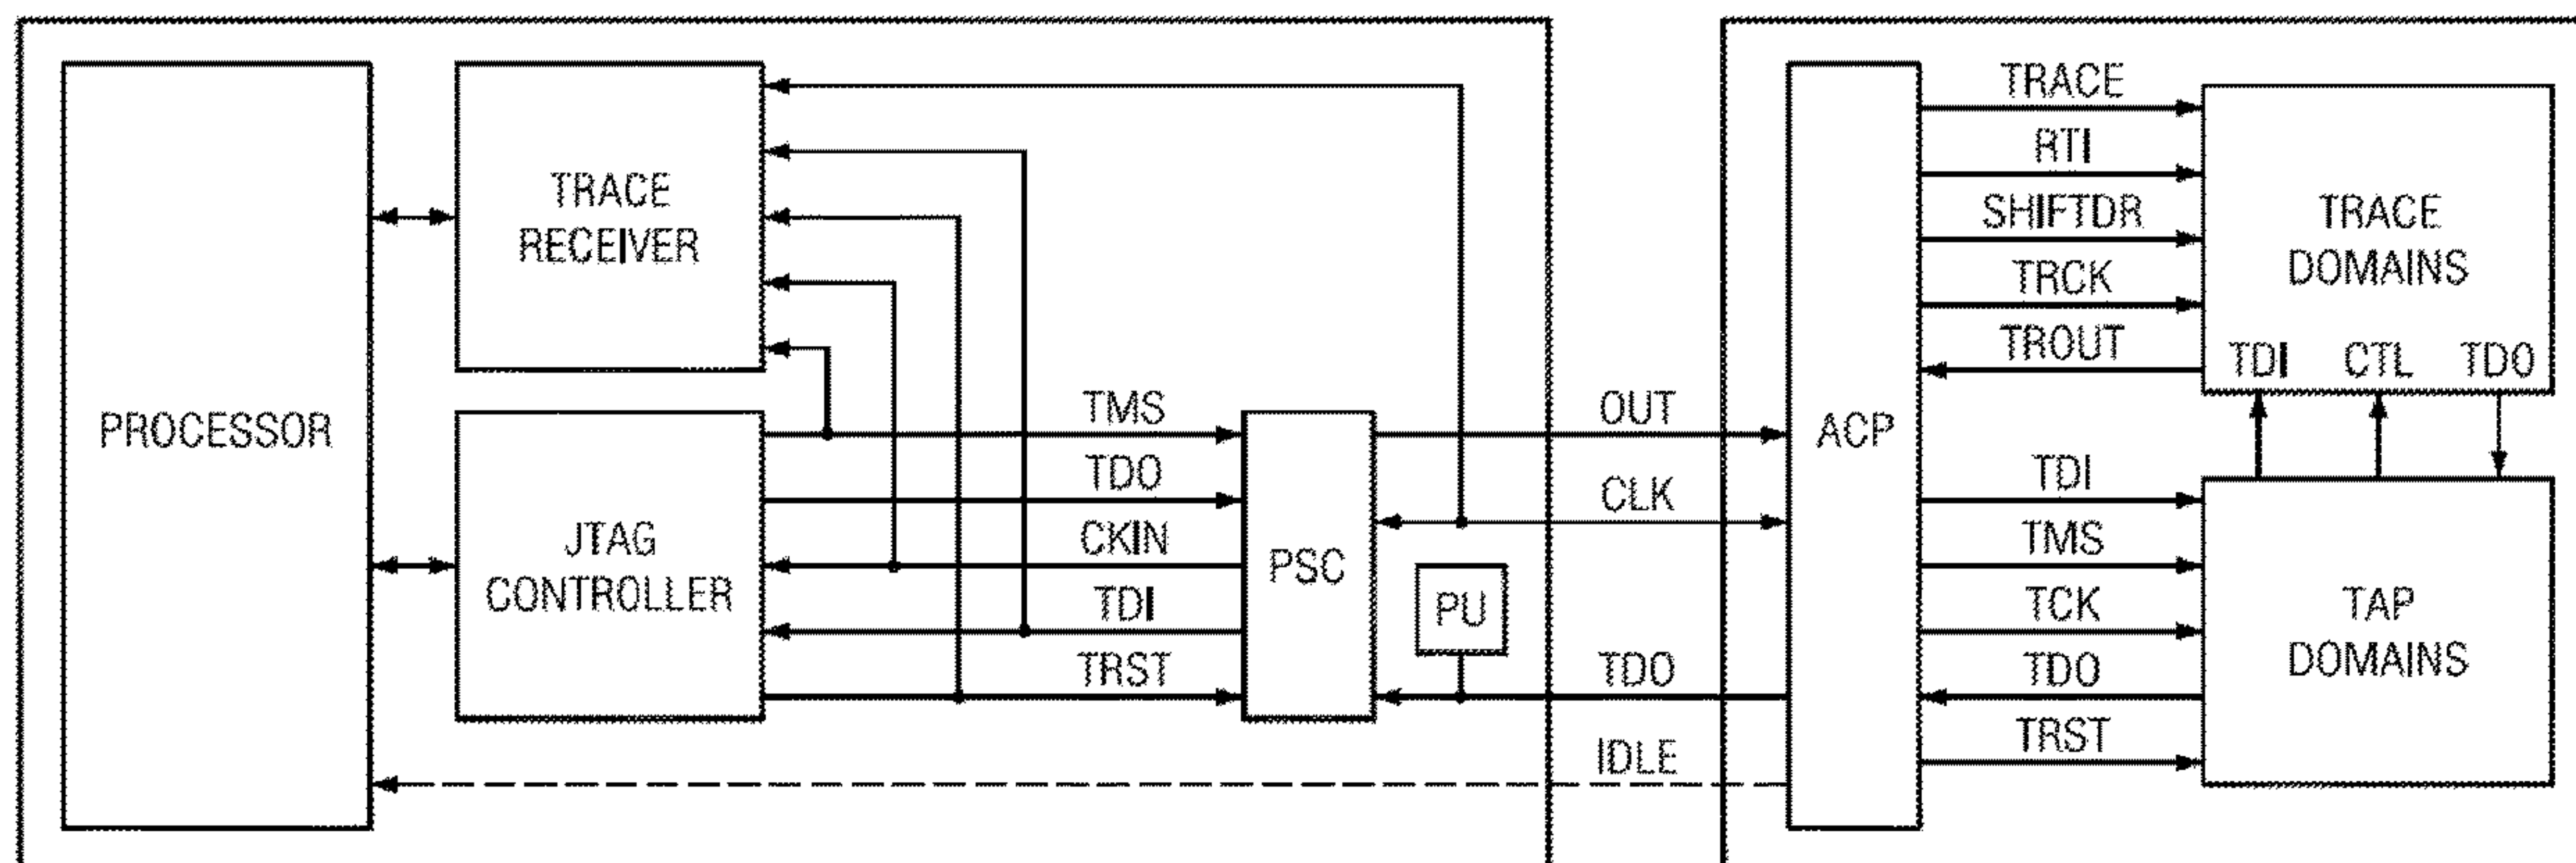 PROCESSOR
TRACE
RECEIVER
JTAG
CONTROLLER
TMS
TDO
CKIN
TDI
TRST
PSC
PU
OUT
CLK
TDO
IDLE
ACP
TRACE
RTI
SHIFTDR
TRCK
TROUT
TRACE
DOMAINS
TDI CTL TDO
TDI
TMS
TCK
TDO
TRST
TAP
DOMAINS